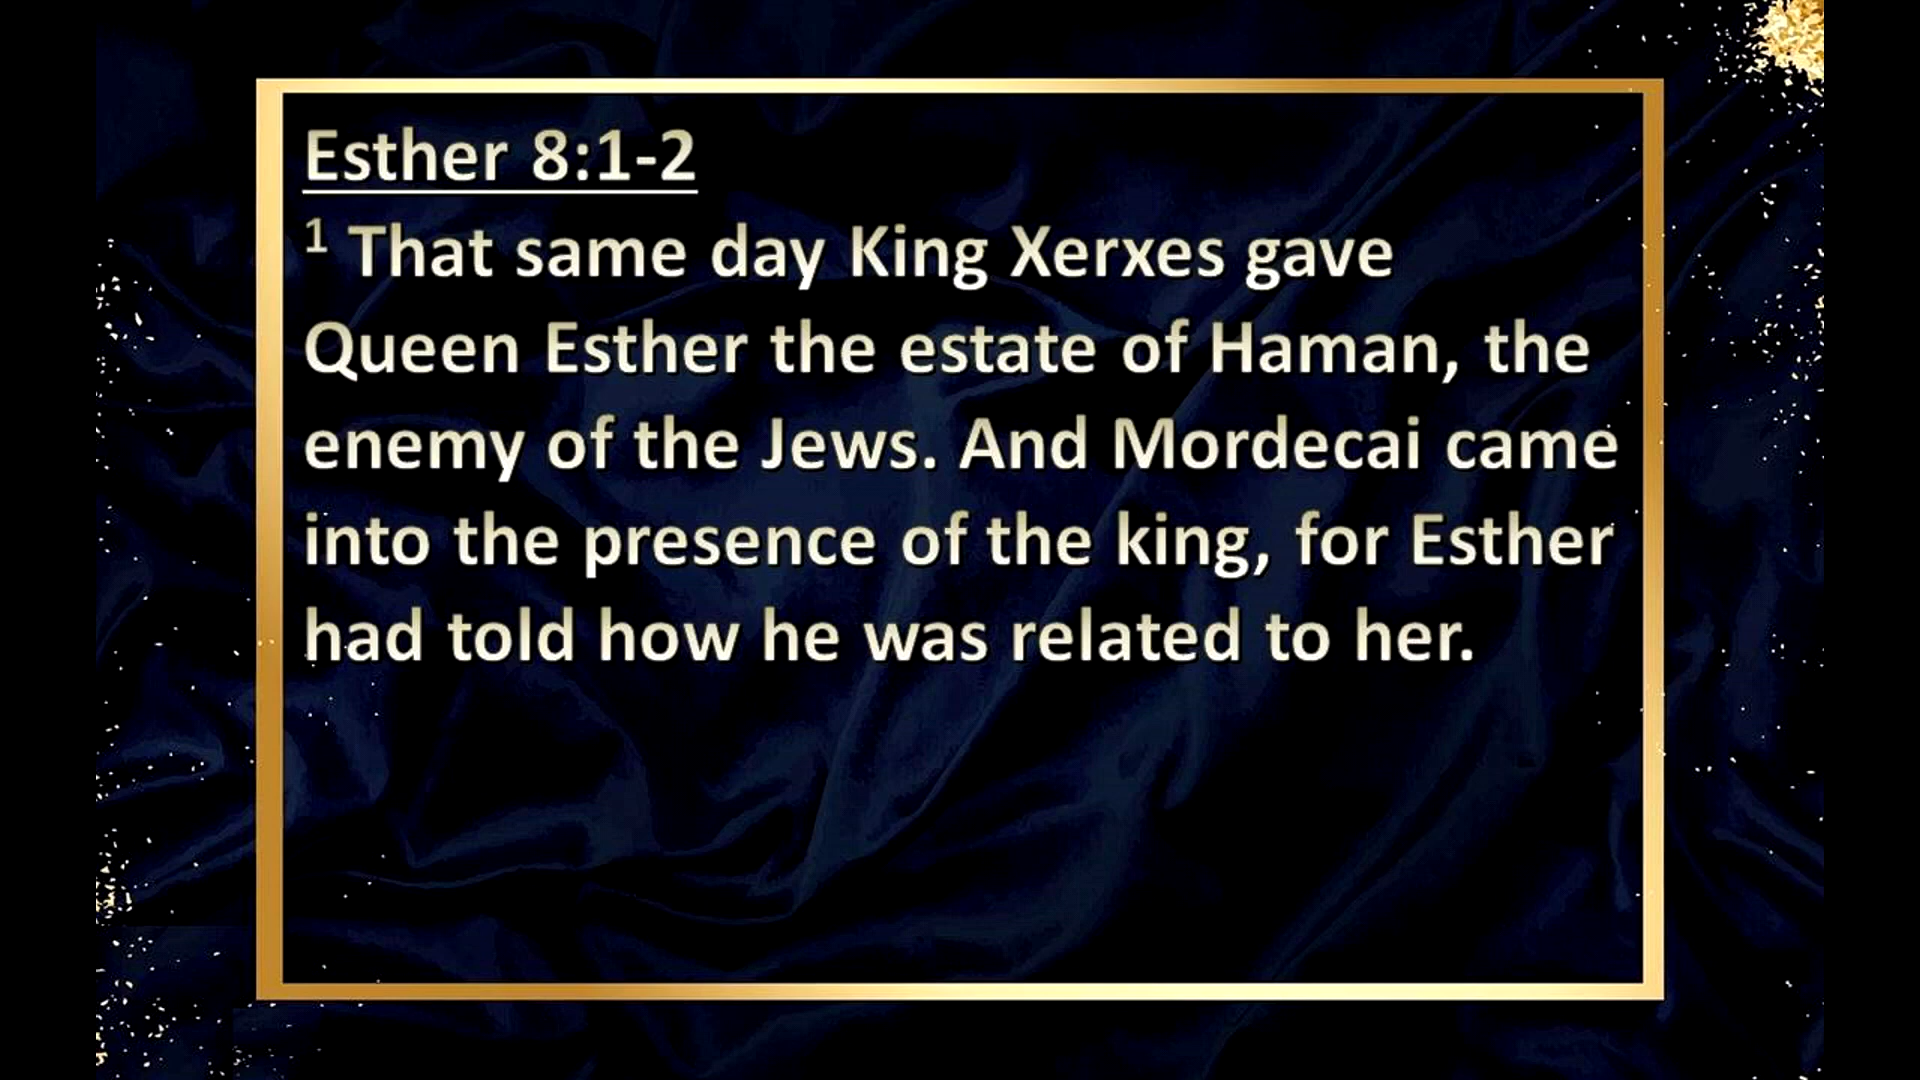 Esther 8:1-2
¹ That same day King Xerxes gave
Queen Esther the estate of Haman, the
enemy of the Jews. And Mordecai came
into the presence of the king, for Esther
had told how he was related to her.